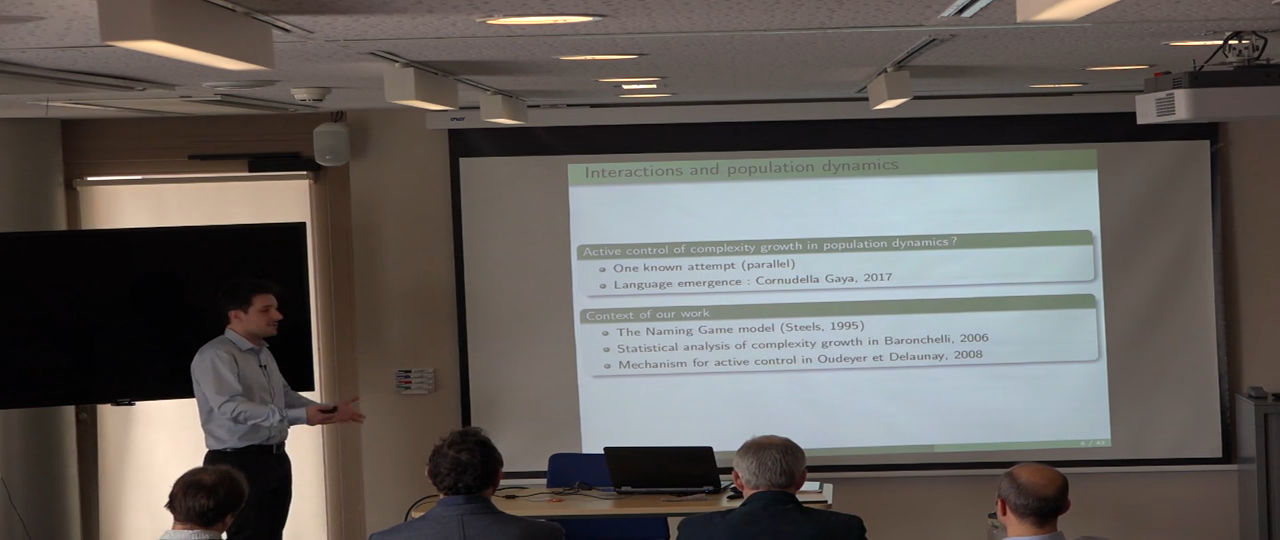 Interactions and population dynamics
Active control of complexity growth in population dynamics ?
One known attempt (parallel)
Language emergence : Cornudella Gaya, 2017
Context of our work
The Naming Game model (Steels, 1995)
Statistical analysis of complexity growth in Baronchelli, 2006
Mechanism for active control in Oudeyer et Delaunay, 2008